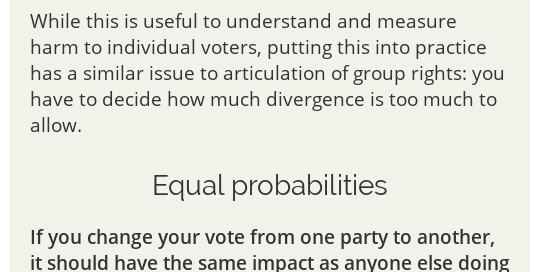 While this is useful to understand and measure
harm to individual voters, putting this into practice
has a similar issue to articulation of group rights: you
have to decide how much divergence is too much to
allow.
Equal probabilities
If you change your vote from one party to another,
it should have the same impact as anyone else doing